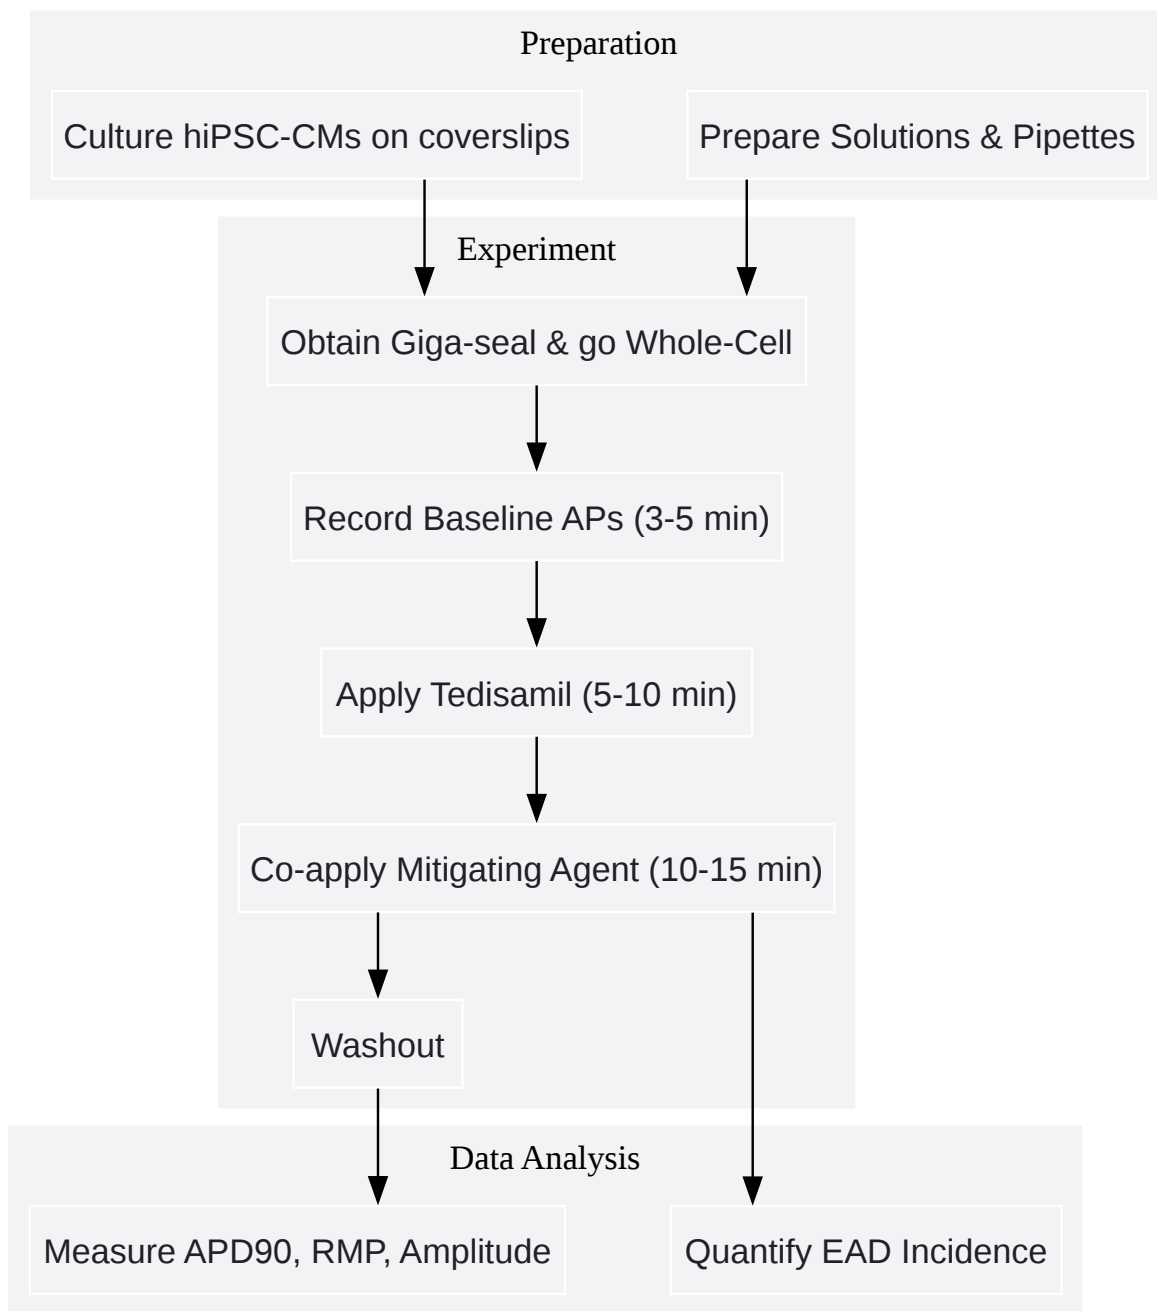 Preparation
Culture hiPSC-CMs on coverslips
Prepare Solutions & Pipettes
Experiment
Obtain Giga-seal & go Whole-Cell
Record Baseline APs (3-5 min)
Apply Tedisamil (5-10 min)
Co-apply Mitigating Agent (10-15 min)
Washout
Data Analysis
Measure APD90, RMP, Amplitude
Quantify EAD Incidence